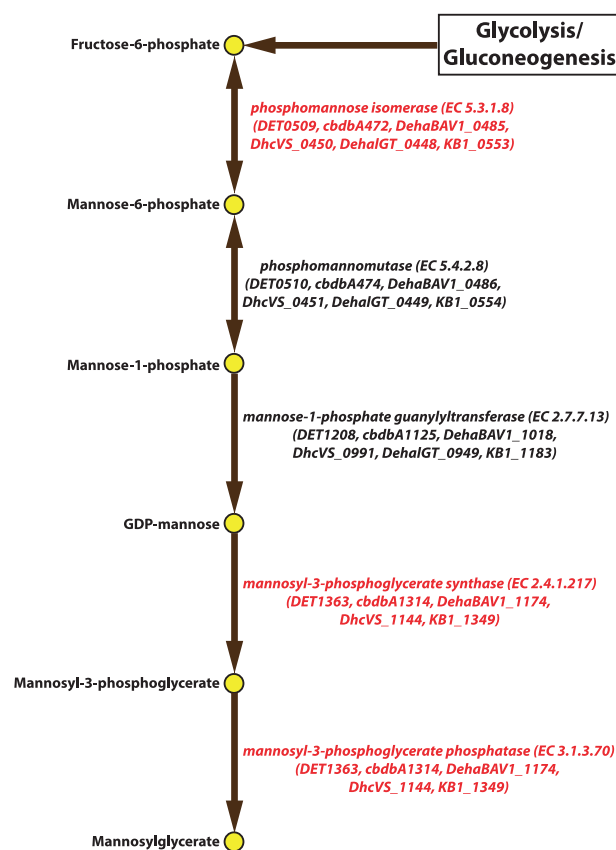 Glycolysis/
Gluconeogenesis
Fructose-6-phosphate
phosphomannose isomerase (EC 5.3.1.8)
(DET0509, cbdbA472, DehaBAV1_0485,
DhcVS_0450, DehalGT_0448, KB1_0553)
Mannose-6-phosphate
phosphomannomutase (EC 5.4.2.8)
(DET0510, cbdbA474, DehaBAV1_0486,
DhcVS_0451, DehalGT_0449, KB1_0554)
Mannose-1-phosphate
mannose-1-phosphate guanylyltransferase (EC 2.7.7.13)
(DET1208, cbdbA1125, DehaBAV1_1018,
DhcVS_0991, DehalGT_0949, KB1_1183)
GDP-mannose
mannosyl-3-phosphoglycerate synthase (EC 2.4.1.217)
(DET1363, cbdbA1314, DehaBAV1_1174,
DhcVS_1144, KB1_1349)
Mannosyl-3-phosphoglycerate
mannosyl-3-phosphoglycerate phosphatase (EC 3.1.3.70)
(DET1363, cbdbA1314, DehaBAV1_1174,
DhcVS_1144, KB1_1349)
Mannosylglycerate